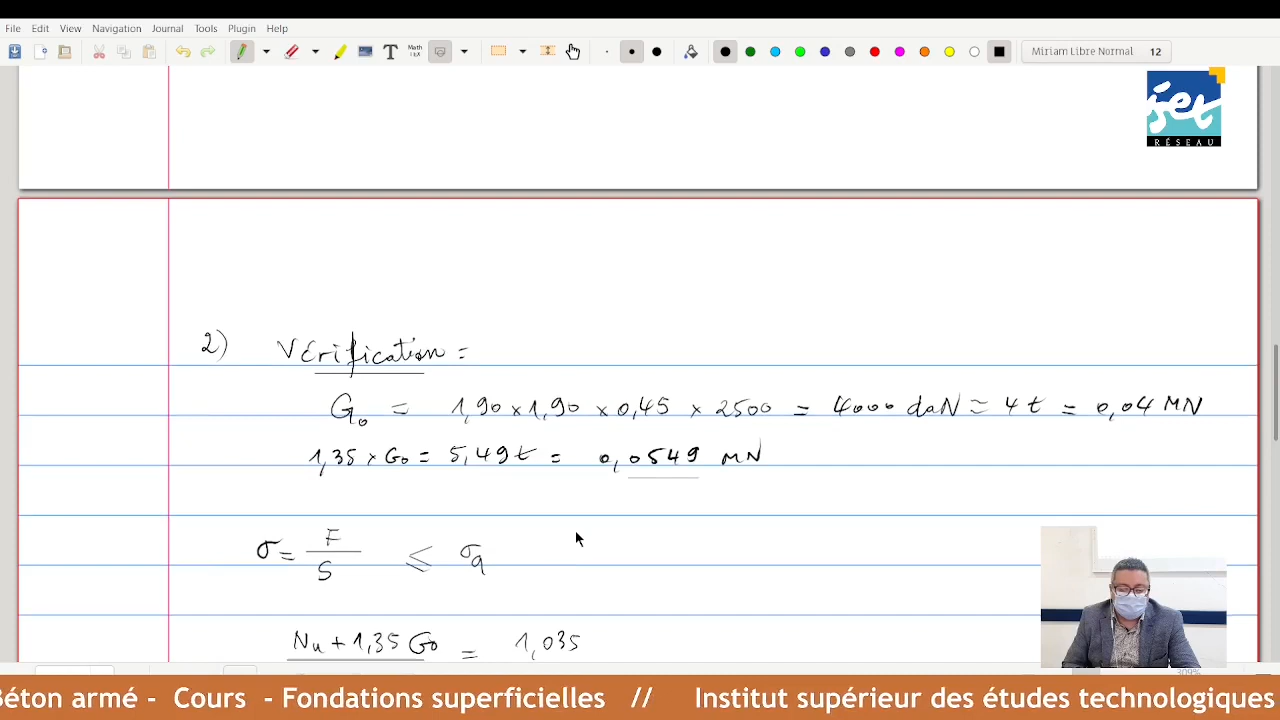 File Edit View Navigation Journal Tools Plugin Help
Miriam Libre Normal 12
iset
RÉSEAU
2) Vérification =
G₀ = 1,90 × 1,90 × 0,45 × 2500 = 4000 daN ≃ 4 t = 0,04 MN
1,35 × G₀ = 5,49 t = 0,0549 MN
σ = F / S ≤ σa
Nu + 1,35 G₀ = 1,035
309%
Béton armé - Cours - Fondations superficielles // Institut supérieur des études technologiques